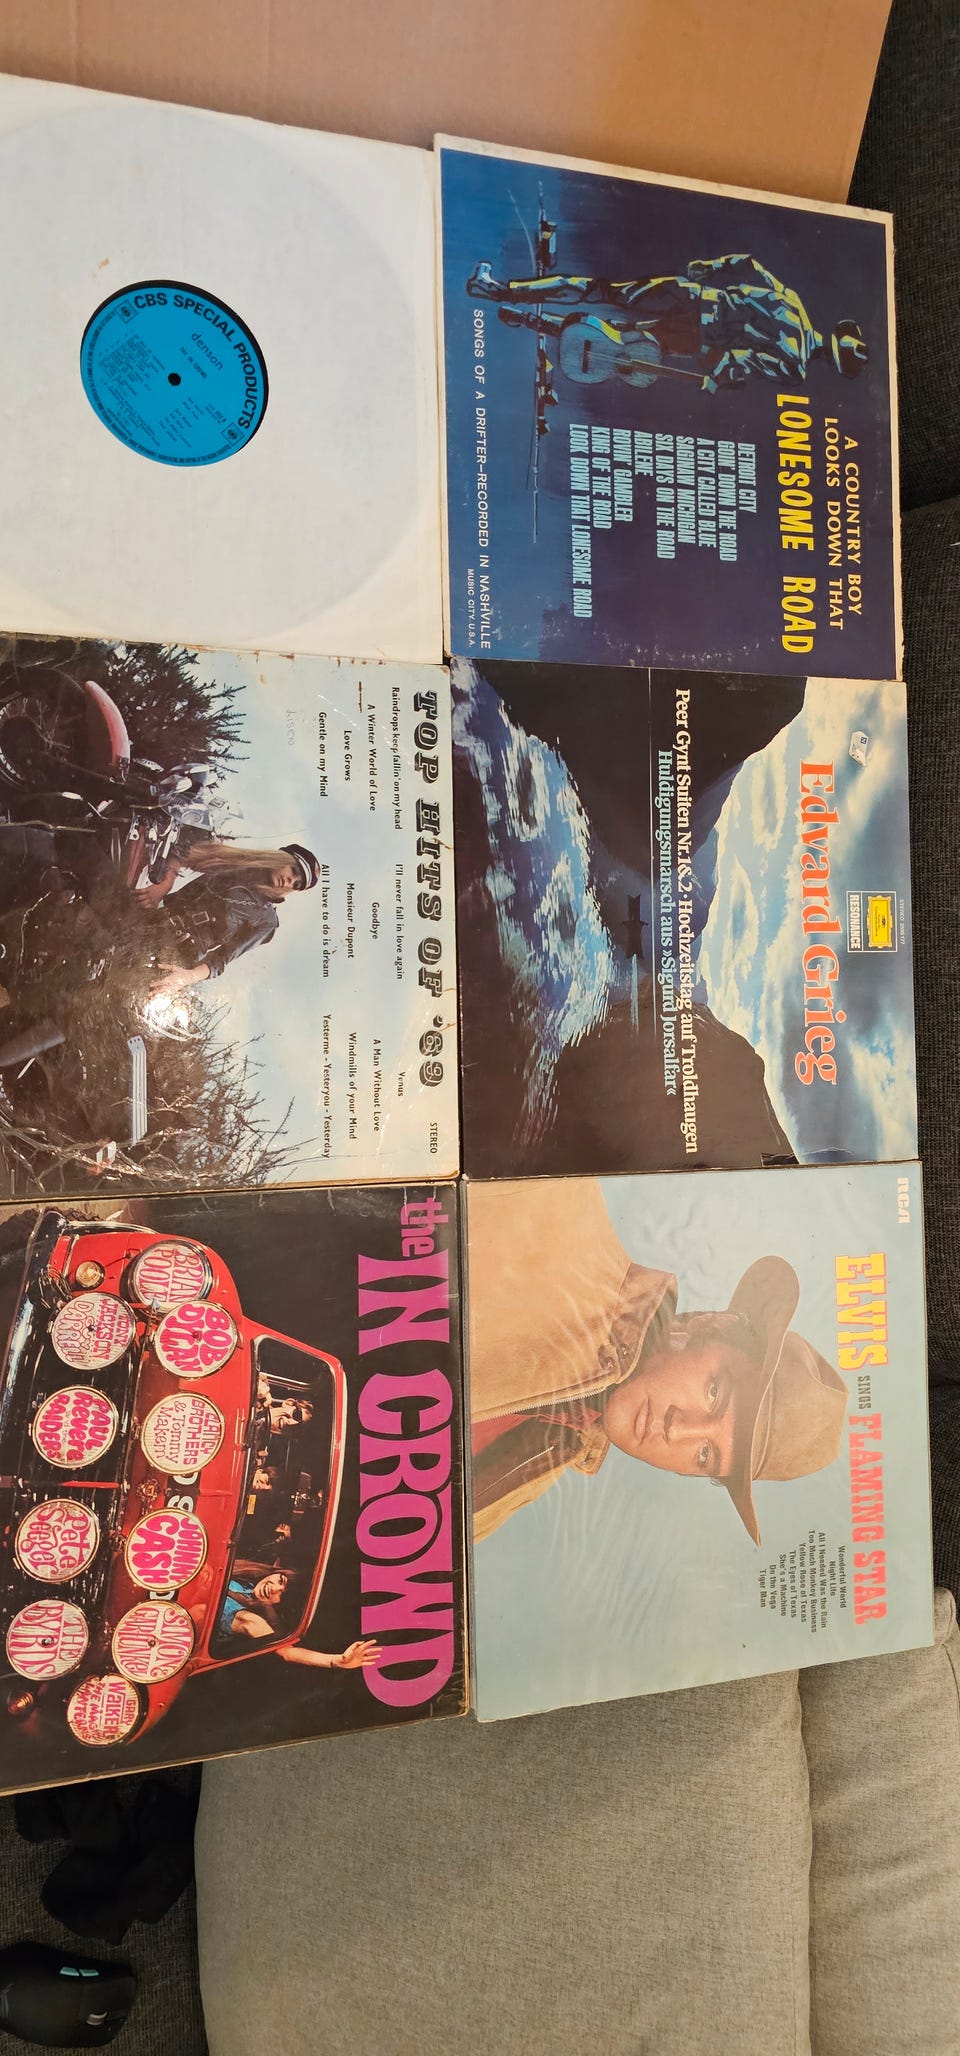 A COUNTRY BOY
LOOKS DOWN THAT
LONESOME ROAD
DETROIT CITY
GOIN' DOWN THE ROAD
A CITY CALLED BLUE
SAGINAW MICHIGAN
SIX DAYS ON THE ROAD
ABILENE
ROVIN' GAMBLER
KING OF THE ROAD
LOOK DOWN THAT LONESOME ROAD
SONGS OF A DRIFTER—RECORDED IN NASHVILLE
MUSIC CITY, U.S.A.
STEREO
RESONANCE
Edvard Grieg
Peer Gynt Suiten Nr.1&2·Hochzeitstag auf Troldhaugen
Huldigungsmarsch aus »Sigurd Jorsalfar«
RCA
ELVIS SINGS FLAMING STAR
Wonderful World
Night Life
All I Needed Was the Rain
Too Much Monkey Business
Yellow Rose of Texas
The Eyes of Texas
She's a Machine
Do the Vega
Tiger Man
CBS SPECIAL PRODUCTS
denson
THE IN CROWD
STEREO
TOP HITS OF '69
Raindrops keep fallin' on my head
I'll never fall in love again
Venus
A Winter World of Love
Goodbye
A Man Without Love
Love Grows
Monsieur Dupont
Windmills of your Mind
Gentle on my Mind
All I have to do is dream
Yesterme - Yesteryou - Yesterday
the IN CROWD
BRIAN POOLE
BOB DYLAN
CLANCY BROTHERS & Tommy Makem
JOHNNY CASH
SIMON & GARFUNKEL
PAUL Revere RAIDERS
Pete Seeger
THE BYRDS
GARY Walker